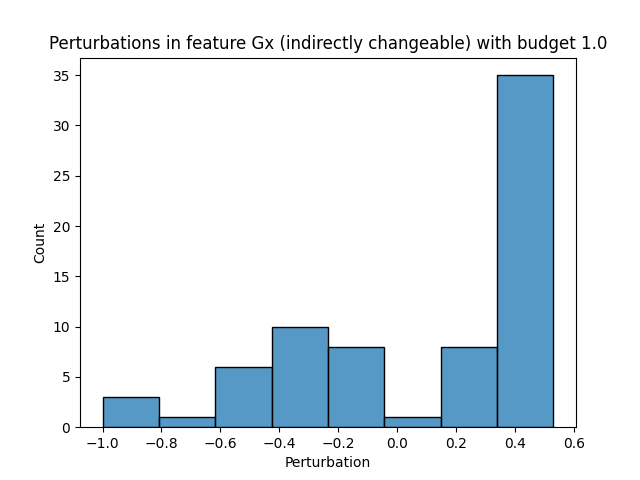 Perturbations in feature Gx (indirectly changeable) with budget 1.0
35
30
25
20
15
10
5
0
Count
−1.0 −0.8 −0.6 −0.4 −0.2 0.0 0.2 0.4 0.6
Perturbation